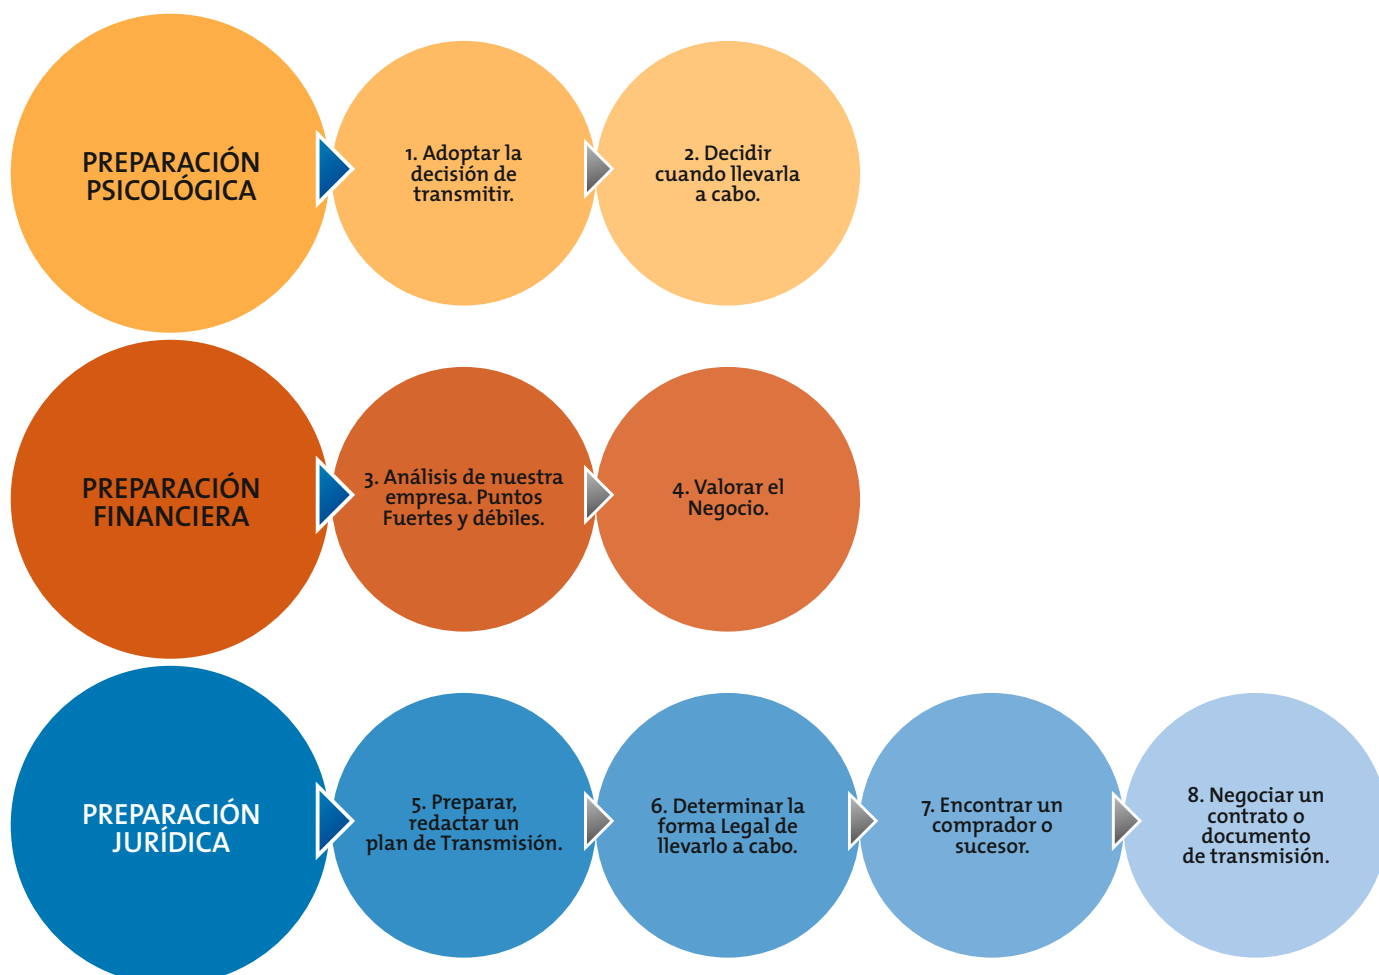 PREPARACIÓN
PSICOLÓGICA
1. Adoptar la
decisión de
transmitir.
2. Decidir
cuando llevarla
a cabo.
PREPARACIÓN
FINANCIERA
3. Análisis de nuestra
empresa. Puntos
Fuertes y débiles.
4. Valorar el
Negocio.
PREPARACIÓN
JURÍDICA
5. Preparar,
redactar un
plan de Transmisión.
6. Determinar la
forma Legal de
llevarlo a cabo.
7. Encontrar un
comprador o
sucesor.
8. Negociar un
contrato o
documento
de transmisión.